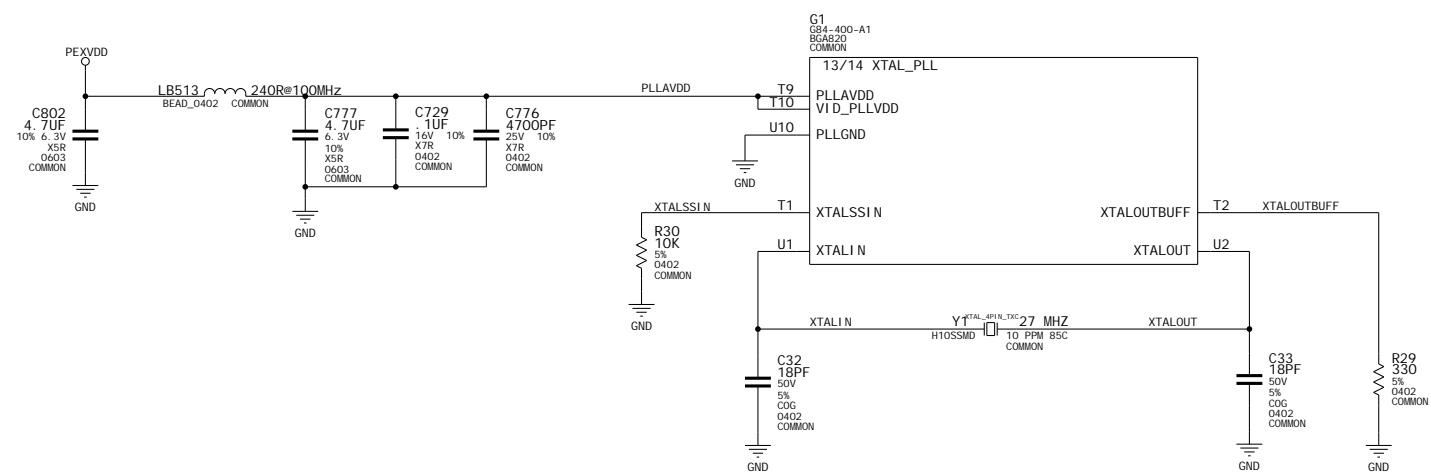 G1
G84-400-A1
BGA820
COMMON
13/14 XTAL_PLL
PEXVDD
LB513 240R@100MHz
BEAD_0402 COMMON
PLLAVDD
T9 PLLAVDD
T10 VID_PLLVDD
U10 PLLGND
GND
C802
4.7UF
10% 6.3V
X5R
0603
COMMON
GND
C777
4.7UF
6.3V
10%
X5R
0603
COMMON
GND
C729
.1UF
16V 10%
X7R
0402
COMMON
C776
4700PF
25V 10%
X7R
0402
COMMON
XTALSSIN
T1 XTALSSIN
XTALOUTBUFF T2
XTALOUTBUFF
R30
10K
5%
0402
COMMON
GND
U1 XTALIN
XTALOUT U2
XTALIN
Y1 XTAL_4PIN_TXC 27 MHZ
H10SSMD 10 PPM 85C
COMMON
XTALOUT
C32
18PF
50V
5%
COG
0402
COMMON
GND
C33
18PF
50V
5%
COG
0402
COMMON
GND
R29
330
5%
0402
COMMON
GND